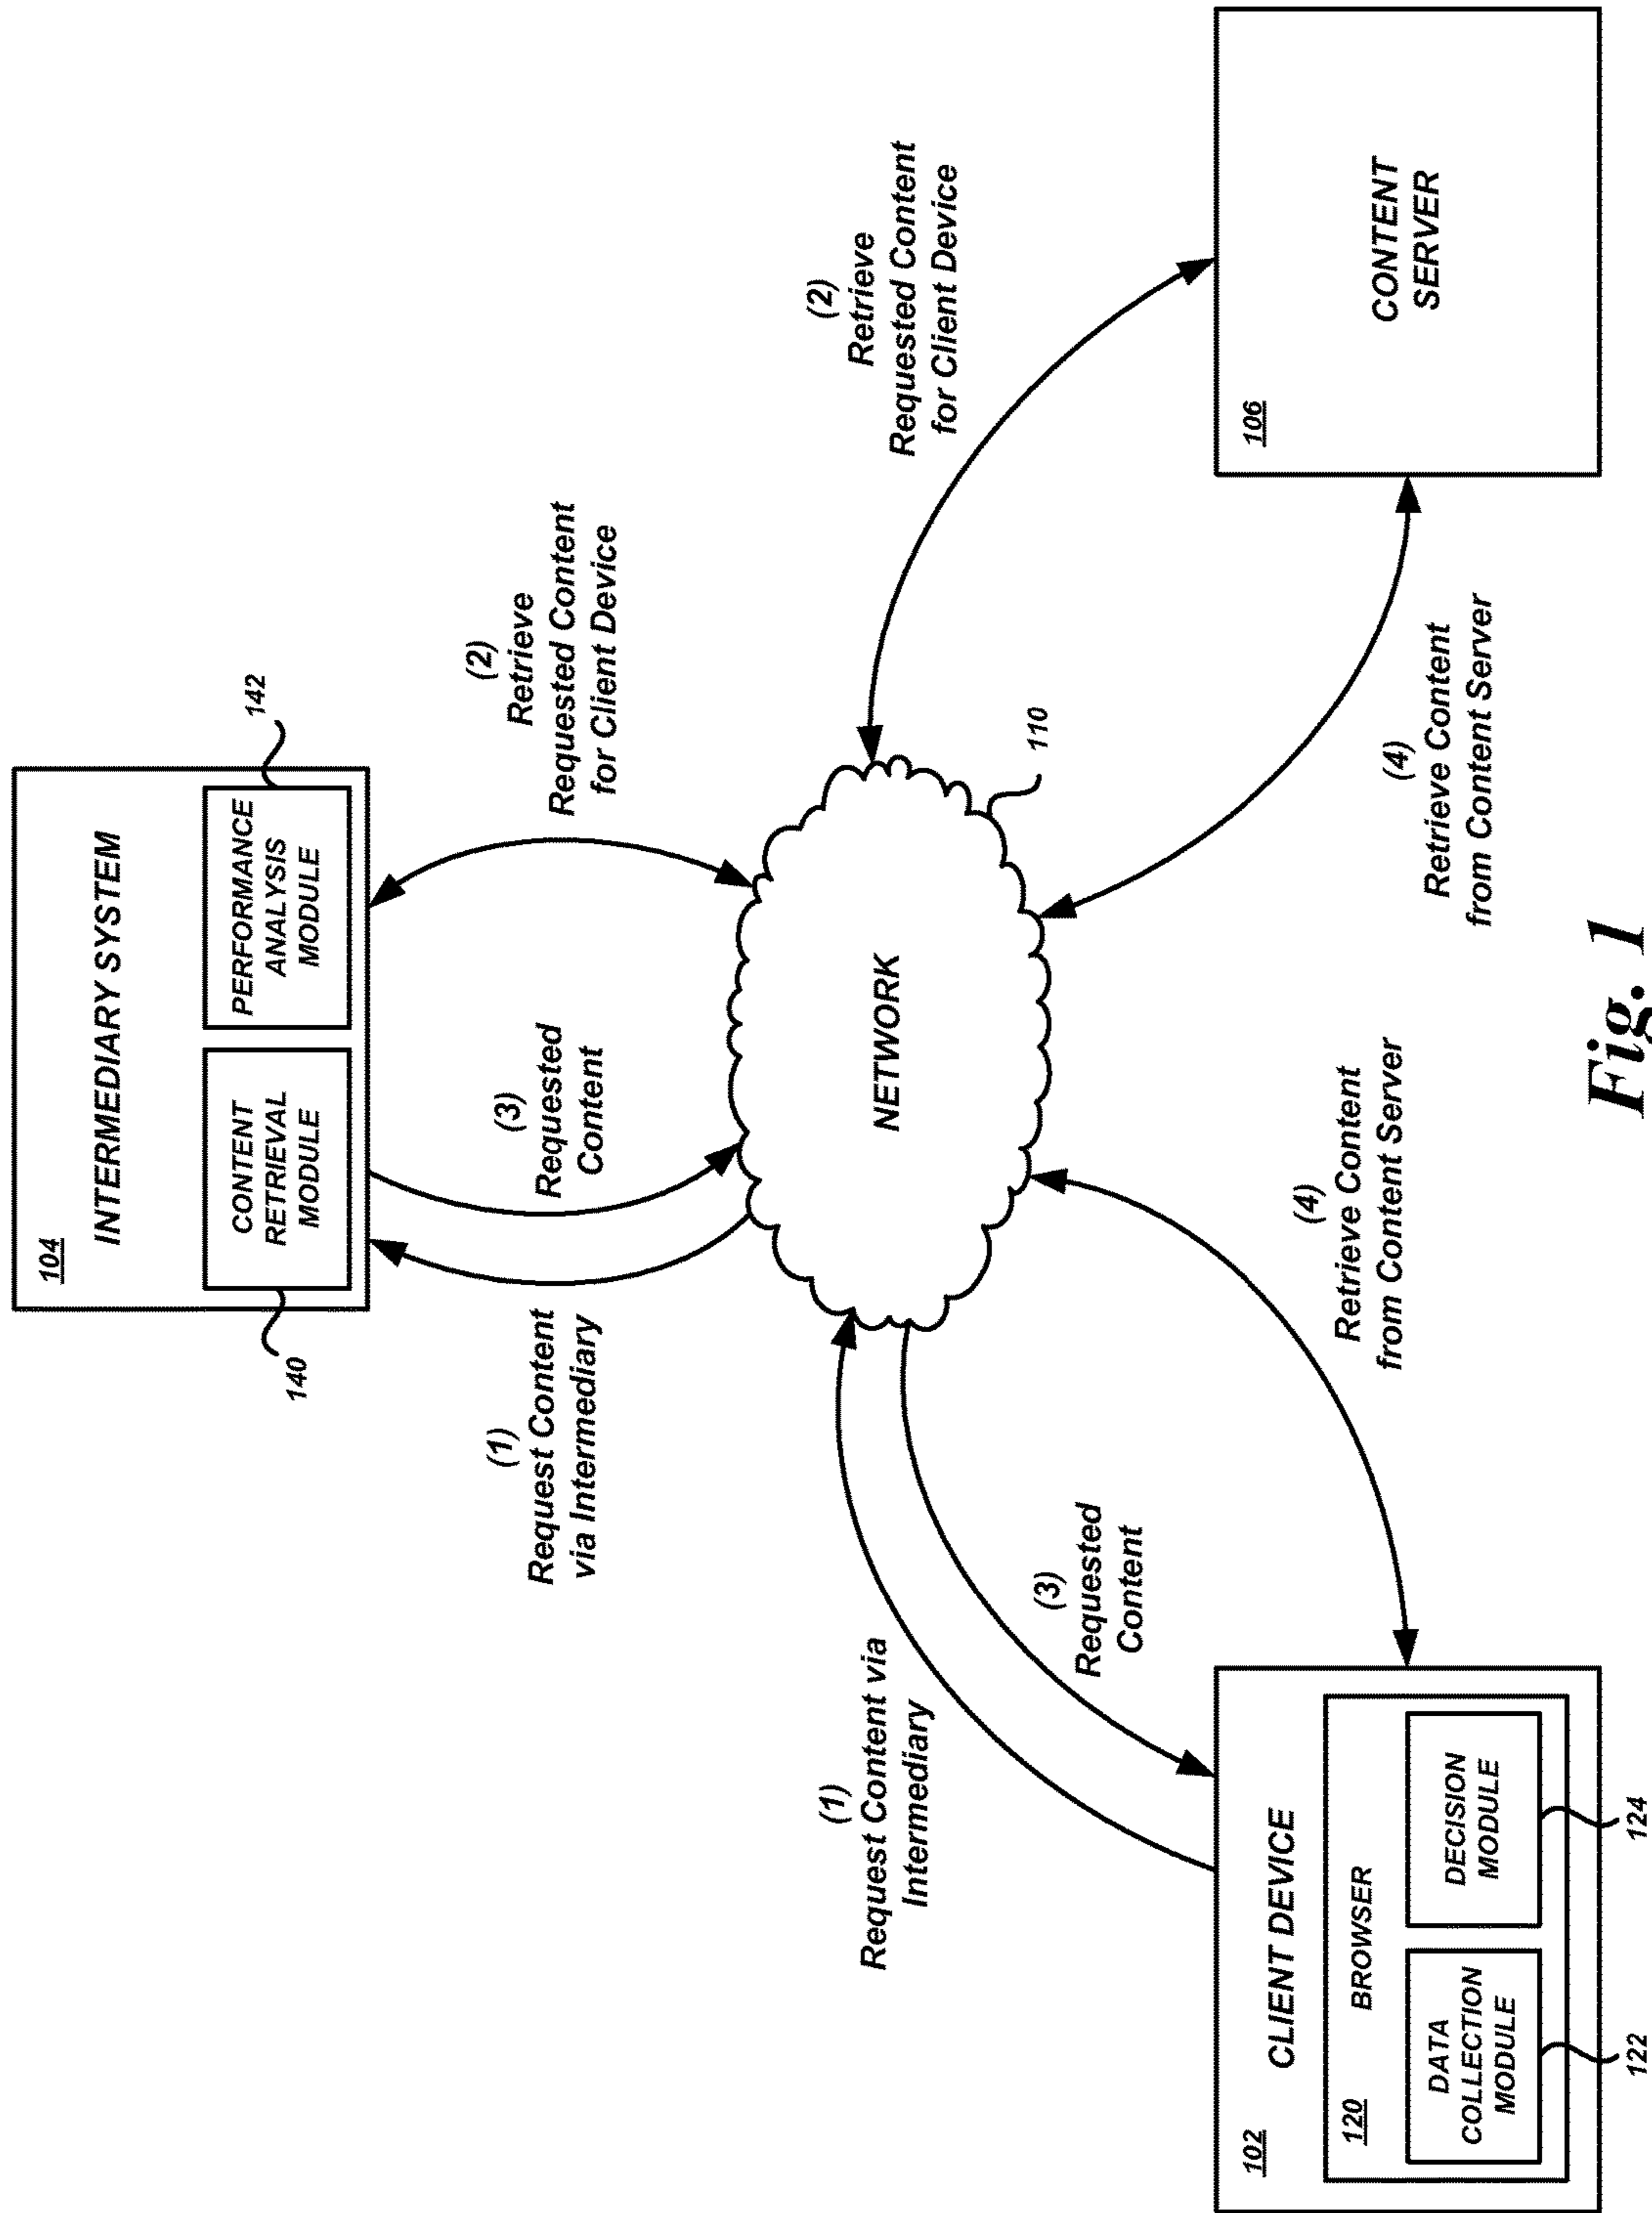 104
INTERMEDIARY SYSTEM
CONTENT
RETRIEVAL
MODULE
PERFORMANCE
ANALYSIS
MODULE
140
142
(1)
Request Content
via Intermediary
(3)
Requested
Content
(2)
Retrieve
Requested Content
for Client Device
(1)
Request Content via
Intermediary
NETWORK
110
(2)
Retrieve
Requested Content
for Client Device
(3)
Requested
Content
(4)
Retrieve Content
from Content Server
(4)
Retrieve Content
from Content Server
102
CLIENT DEVICE
120
BROWSER
DATA
COLLECTION
MODULE
DECISION
MODULE
122
124
106
CONTENT
SERVER
Fig. 1